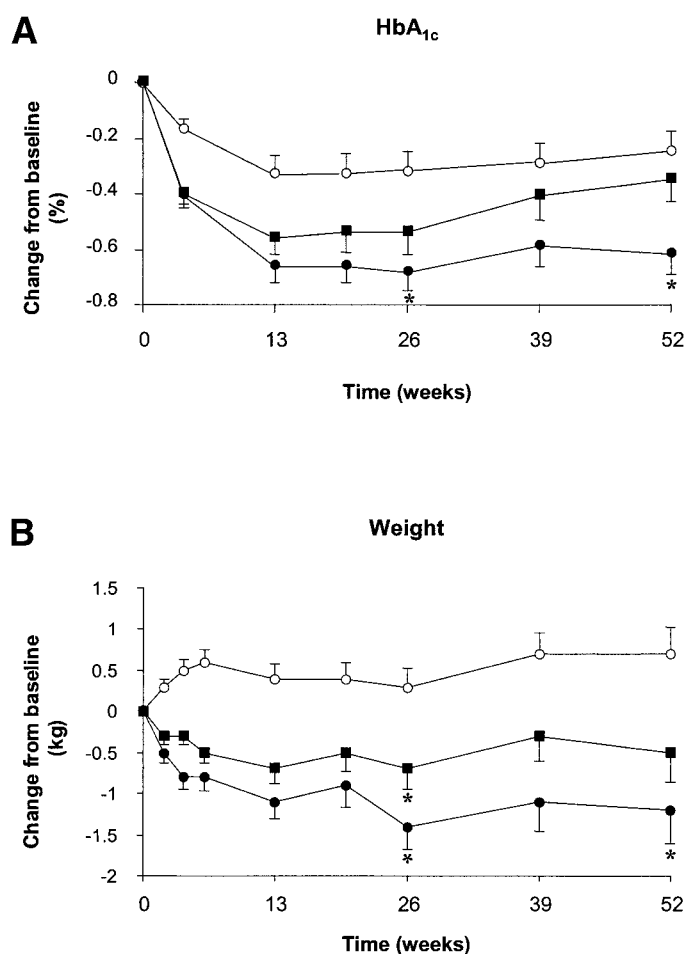 A
HbA1c
0
-0.2
-0.4
-0.6
-0.8
Change from baseline
(%)
*
*
0 13 26 39 52
Time (weeks)
B
Weight
1.5
1
0.5
0
-0.5
-1
-1.5
-2
Change from baseline
(kg)
*
*
*
0 13 26 39 52
Time (weeks)